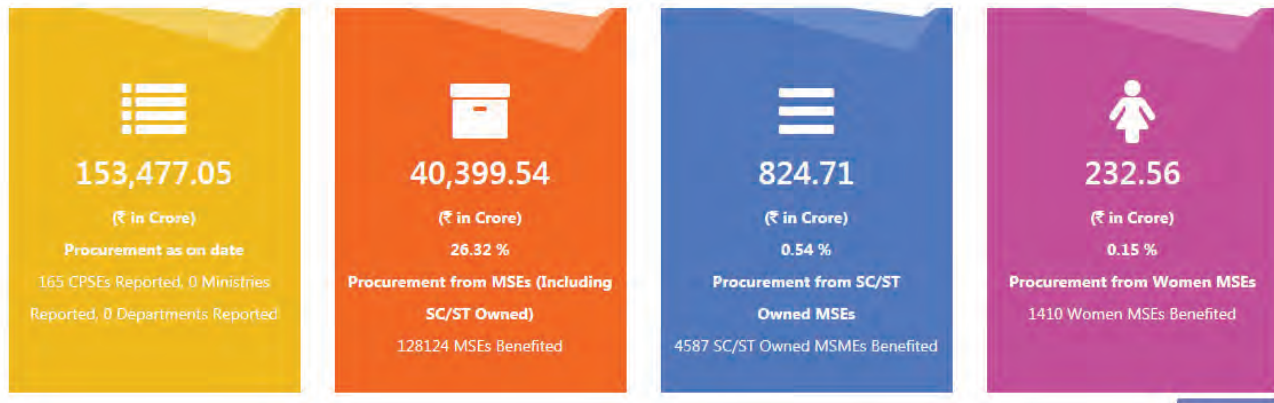 153,477.05
(₹ in Crore)
Procurement as on date
165 CPSEs Reported, 0 Ministries
Reported, 0 Departments Reported
40,399.54
(₹ in Crore)
26.32 %
Procurement from MSEs (Including
SC/ST Owned)
128124 MSEs Benefited
824.71
(₹ in Crore)
0.54 %
Procurement from SC/ST
Owned MSEs
4587 SC/ST Owned MSMEs Benefited
232.56
(₹ in Crore)
0.15 %
Procurement from Women MSEs
1410 Women MSEs Benefited